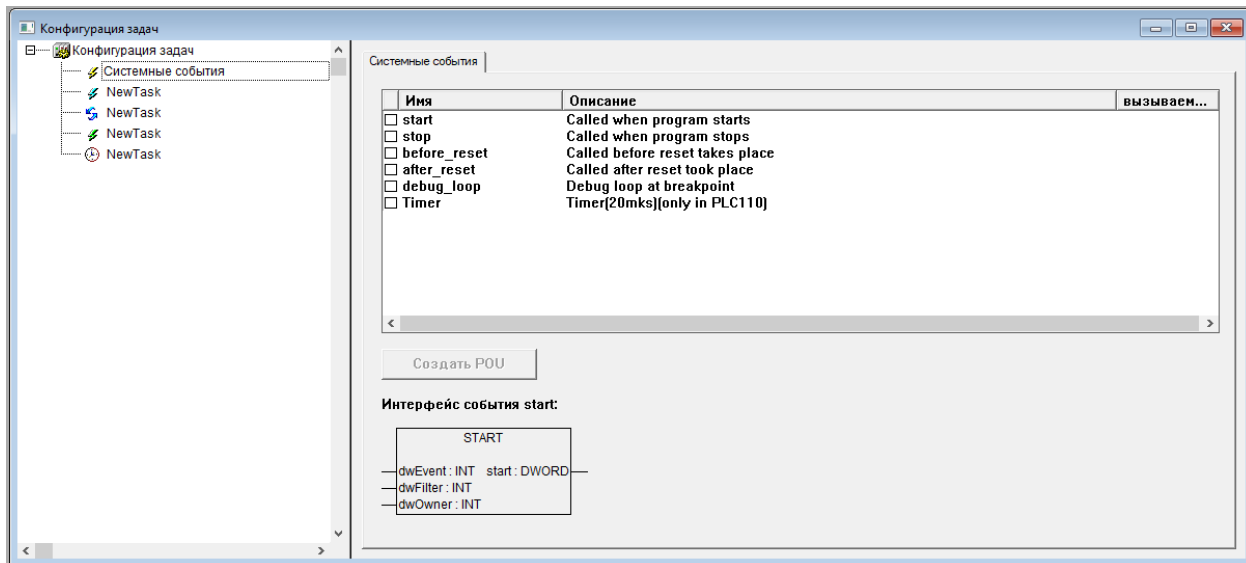 Конфигурация задач
Конфигурация задач
Системные события
NewTask
NewTask
NewTask
NewTask
Системные события
Имя Описание вызываем...
start Called when program starts
stop Called when program stops
before_reset Called before reset takes place
after_reset Called after reset took place
debug_loop Debug loop at breakpoint
Timer Timer(20mks)(only in PLC110)
Создать POU
Интерфейс события start:
START
dwEvent : INT start : DWORD
dwFilter : INT
dwOwner : INT